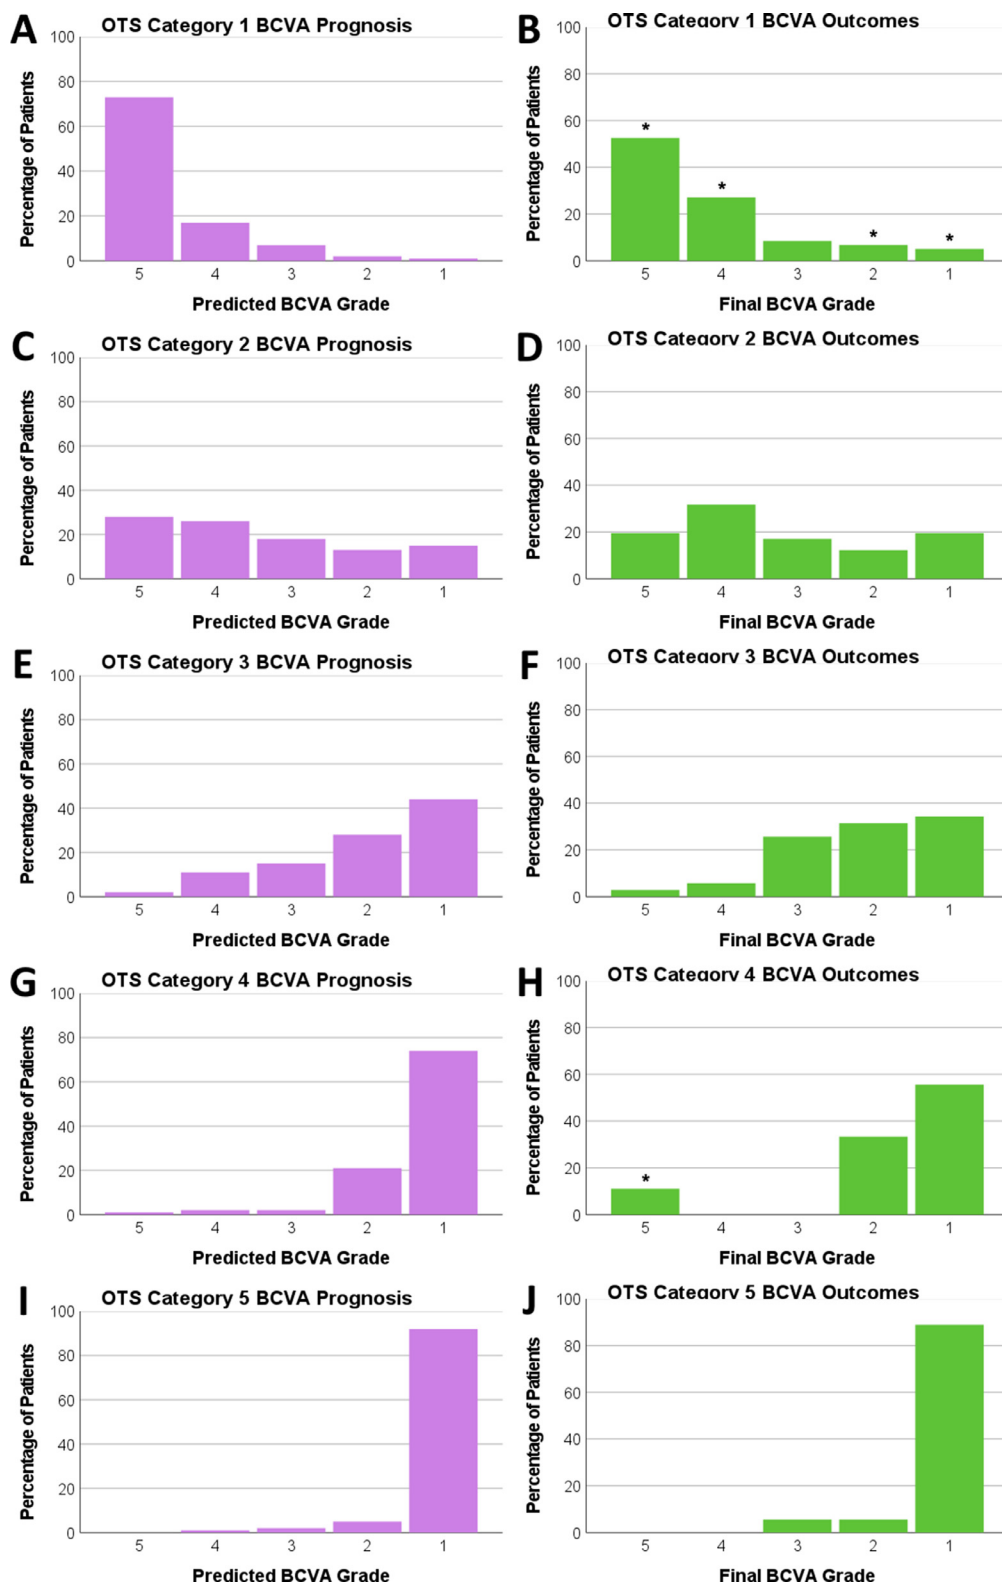 A OTS Category 1 BCVA Prognosis
Percentage of Patients
100
80
60
40
20
0
5 4 3 2 1
Predicted BCVA Grade
B OTS Category 1 BCVA Outcomes
Percentage of Patients
100
80
60
40
20
0
* * * *
5 4 3 2 1
Final BCVA Grade
C OTS Category 2 BCVA Prognosis
Percentage of Patients
100
80
60
40
20
0
5 4 3 2 1
Predicted BCVA Grade
D OTS Category 2 BCVA Outcomes
Percentage of Patients
100
80
60
40
20
0
5 4 3 2 1
Final BCVA Grade
E OTS Category 3 BCVA Prognosis
Percentage of Patients
100
80
60
40
20
0
5 4 3 2 1
Predicted BCVA Grade
F OTS Category 3 BCVA Outcomes
Percentage of Patients
100
80
60
40
20
0
5 4 3 2 1
Final BCVA Grade
G OTS Category 4 BCVA Prognosis
Percentage of Patients
100
80
60
40
20
0
5 4 3 2 1
Predicted BCVA Grade
H OTS Category 4 BCVA Outcomes
Percentage of Patients
100
80
60
40
20
0
*
5 4 3 2 1
Final BCVA Grade
I OTS Category 5 BCVA Prognosis
Percentage of Patients
100
80
60
40
20
0
5 4 3 2 1
Predicted BCVA Grade
J OTS Category 5 BCVA Outcomes
Percentage of Patients
100
80
60
40
20
0
5 4 3 2 1
Final BCVA Grade